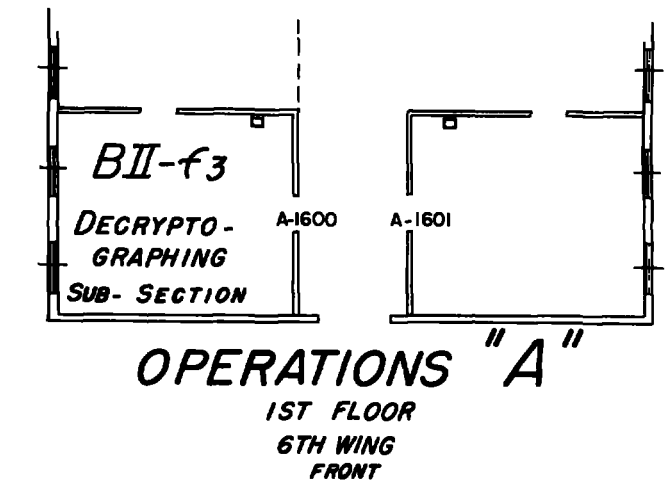 BII-f3
DECRYPTO-
GRAPHING
SUB-SECTION
A-1600
A-1601
OPERATIONS "A"
1ST FLOOR
6TH WING
FRONT